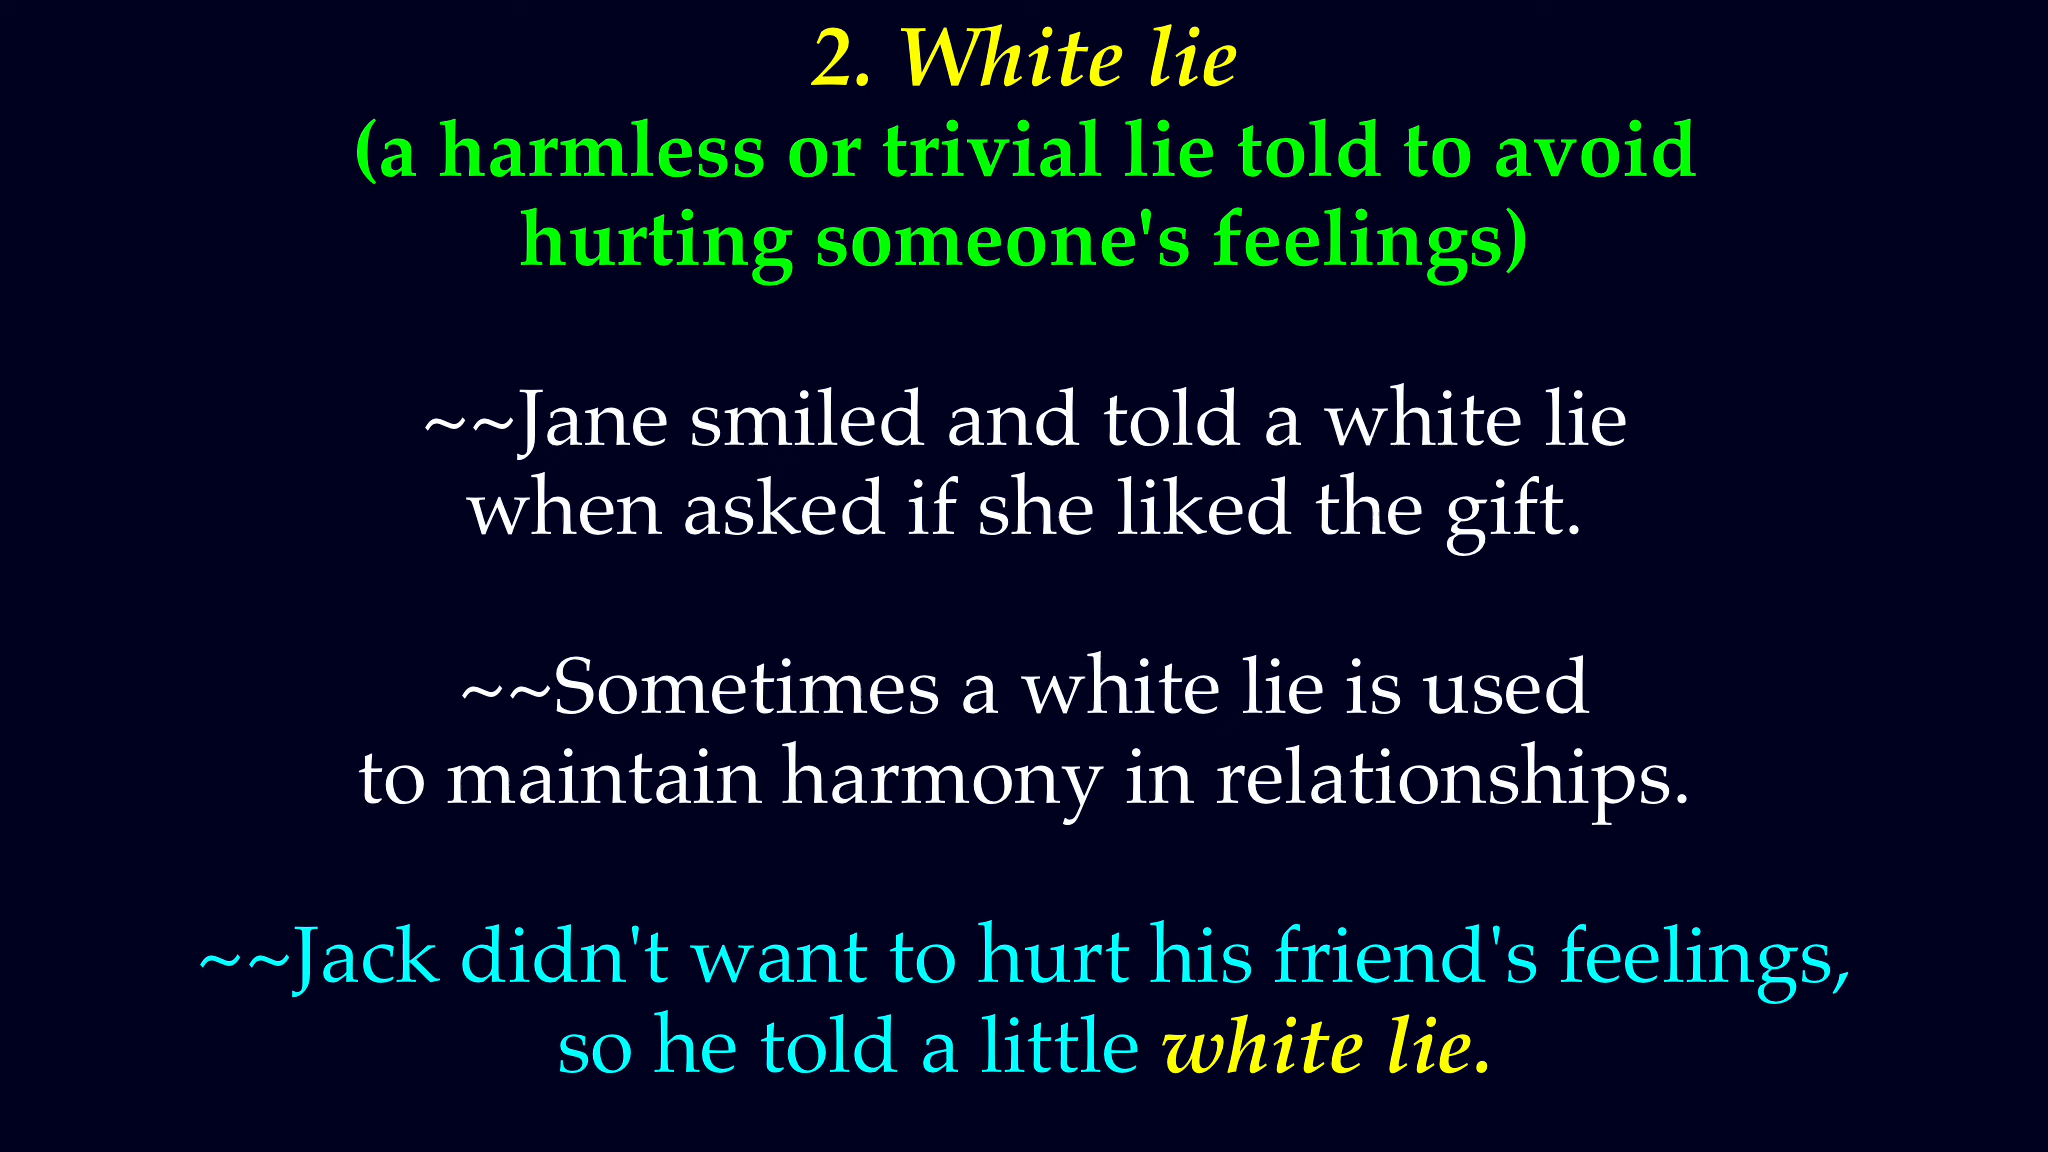 2. White lie
(a harmless or trivial lie told to avoid
hurting someone's feelings)
~~Jane smiled and told a white lie
when asked if she liked the gift.
~~Sometimes a white lie is used
to maintain harmony in relationships.
~~Jack didn't want to hurt his friend's feelings,
so he told a little white lie.